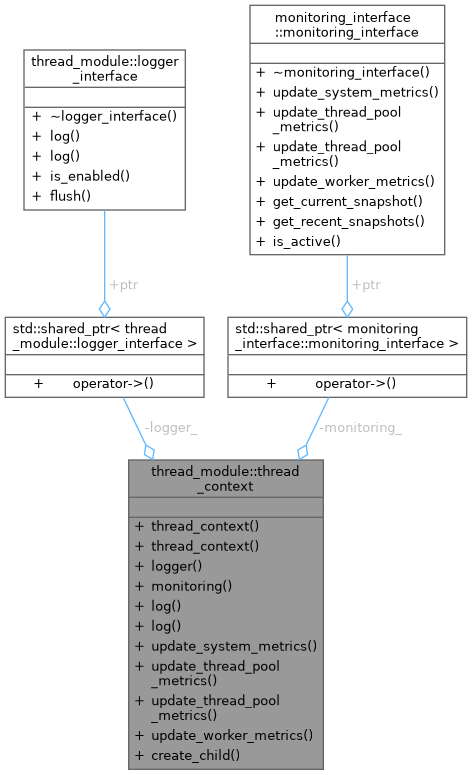 monitoring_interface
::monitoring_interface
+ ~monitoring_interface()
+ update_system_metrics()
+ update_thread_pool
_metrics()
+ update_thread_pool
_metrics()
+ update_worker_metrics()
+ get_current_snapshot()
+ get_recent_snapshots()
+ is_active()
thread_module::logger
_interface
+ ~logger_interface()
+ log()
+ log()
+ is_enabled()
+ flush()
+ptr
+ptr
std::shared_ptr< thread
_module::logger_interface >
+ operator->()
std::shared_ptr< monitoring
_interface::monitoring_interface >
+ operator->()
-logger_
-monitoring_
thread_module::thread
_context
+ thread_context()
+ thread_context()
+ logger()
+ monitoring()
+ log()
+ log()
+ update_system_metrics()
+ update_thread_pool
_metrics()
+ update_thread_pool
_metrics()
+ update_worker_metrics()
+ create_child()